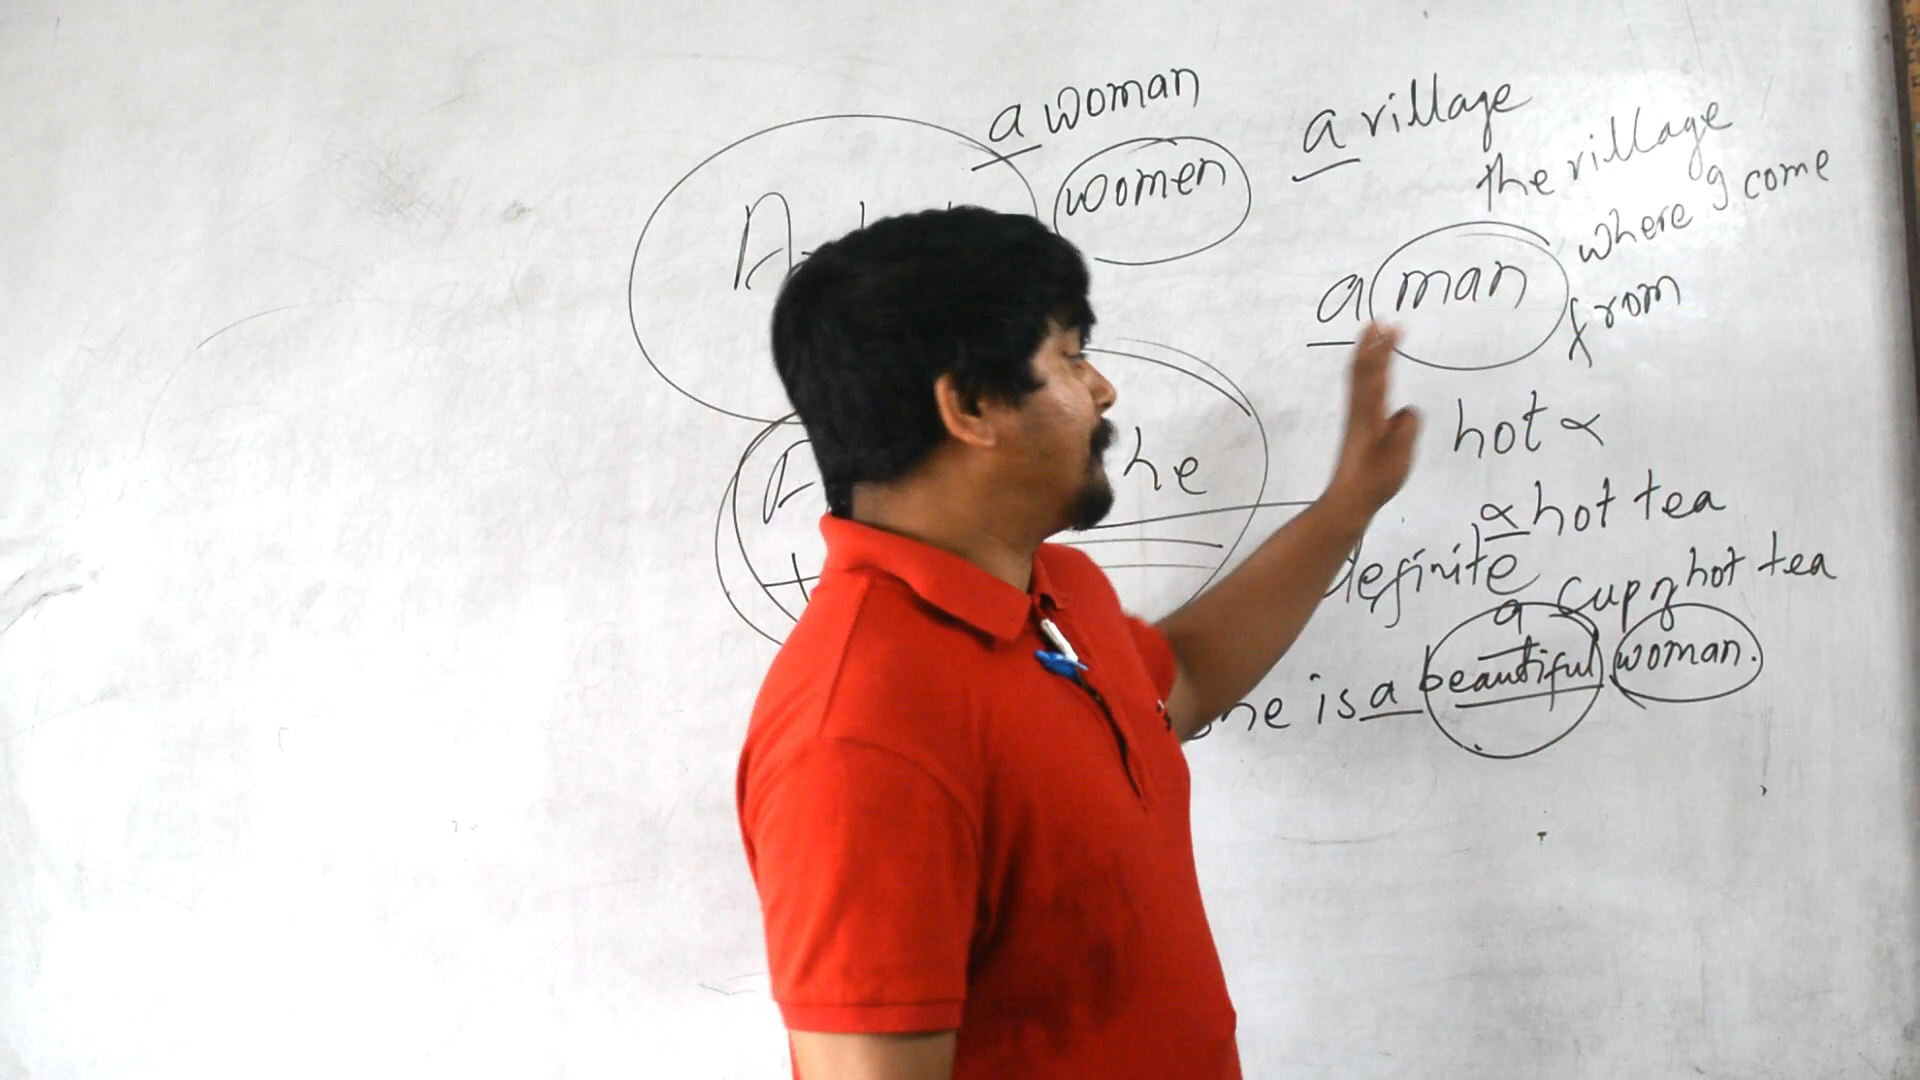 a woman
women
a village
the village
where I come
from
a man
he
hot a
a hot tea
definite
a cup of hot tea
a
he is a beautiful woman.